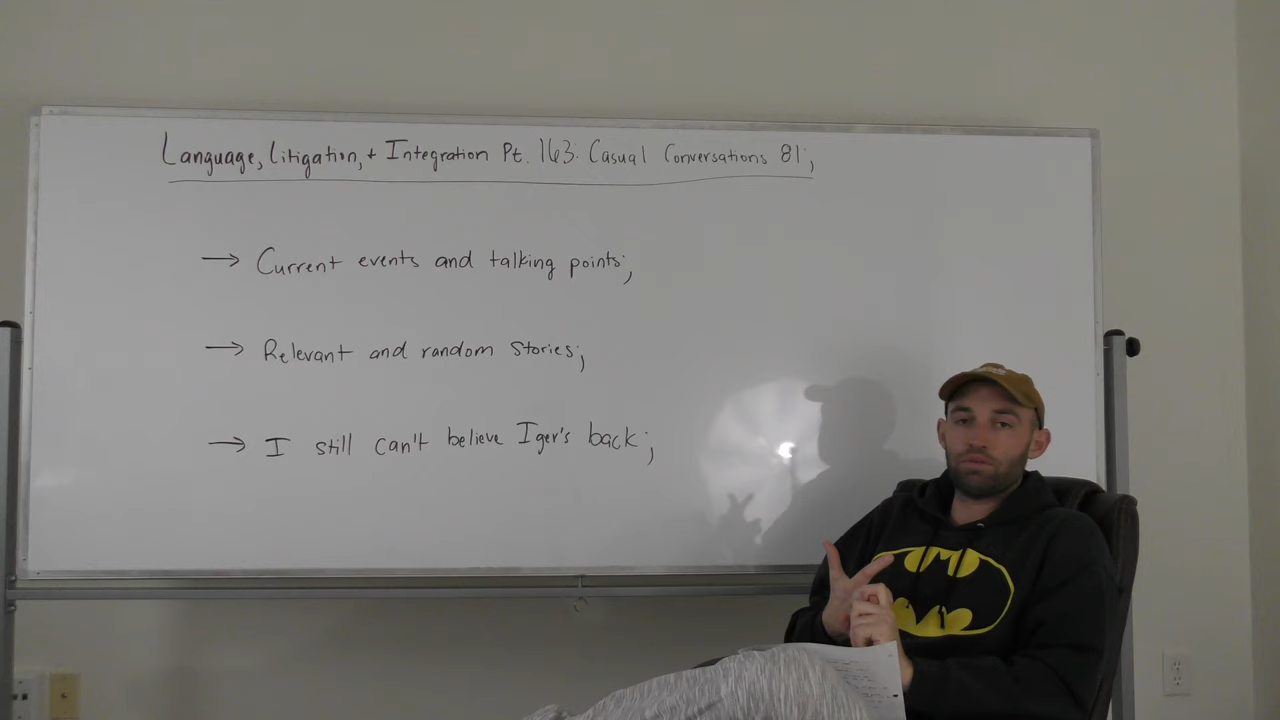 Language, Litigation, + Integration Pt. 163: Casual Conversations 81;
→ Current events and talking points;
→ Relevant and random stories;
→ I still can't believe Iger's back;